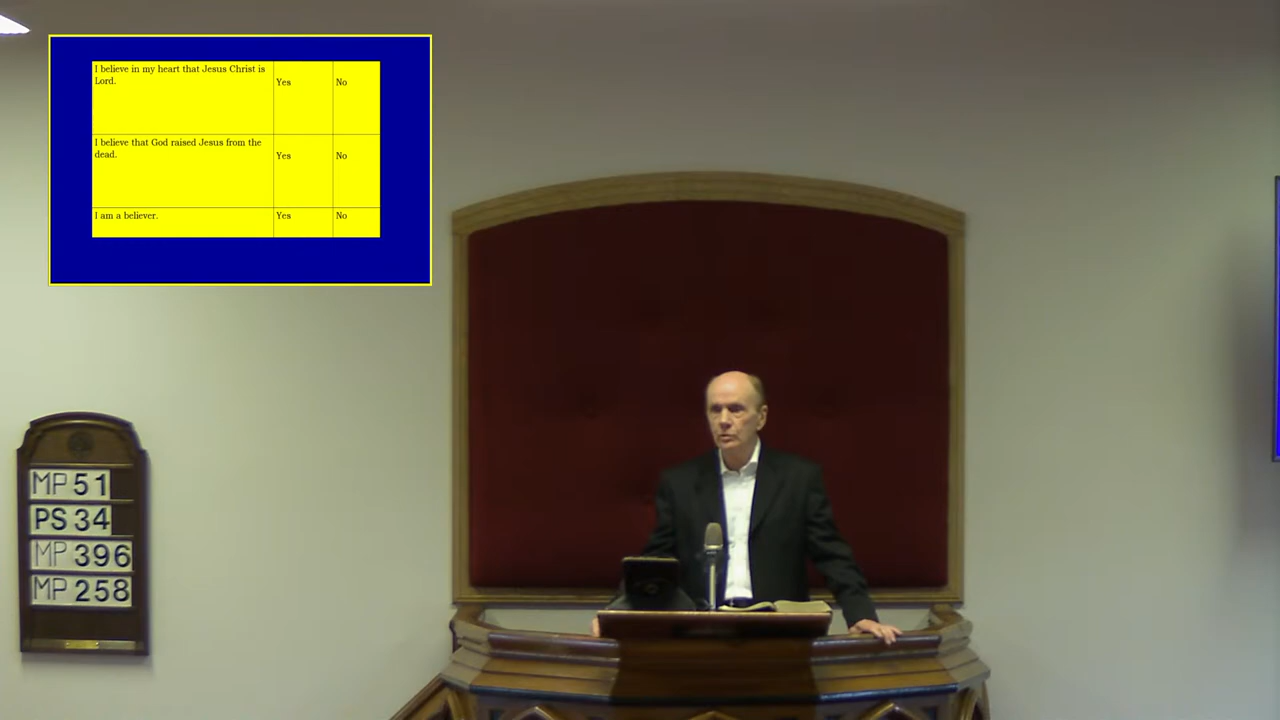 I believe in my heart that Jesus Christ is
Lord.
Yes
No
I believe that God raised Jesus from the
dead.
Yes
No
I am a believer.
Yes
No
MP 51
PS 34
MP 396
MP 258